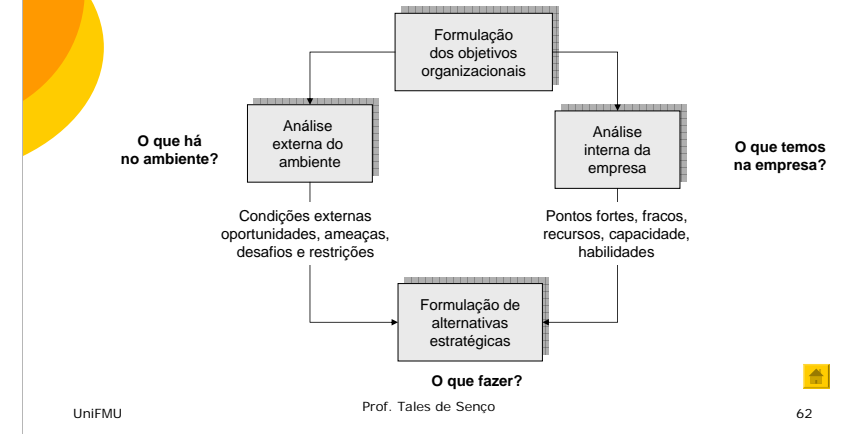 Formulação
dos objetivos
organizacionais
O que há
no ambiente?
Análise
externa do
ambiente
Análise
interna da
empresa
O que temos
na empresa?
Condições externas
oportunidades, ameaças,
desafios e restrições
Pontos fortes, fracos,
recursos, capacidade,
habilidades
Formulação de
alternativas
estratégicas
O que fazer?
UniFMU
Prof. Tales de Senço
62